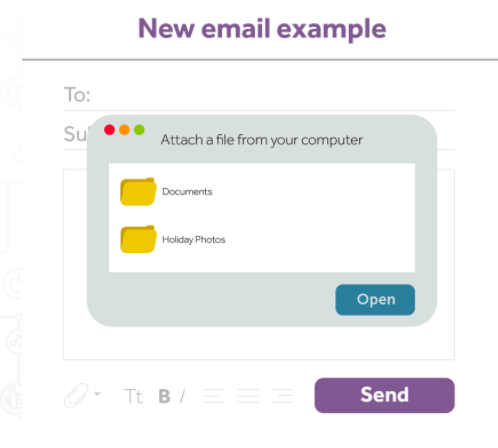 New email example
To:
Su
Attach a file from your computer
Documents
Holiday Photos
Open
Tt B I
Send